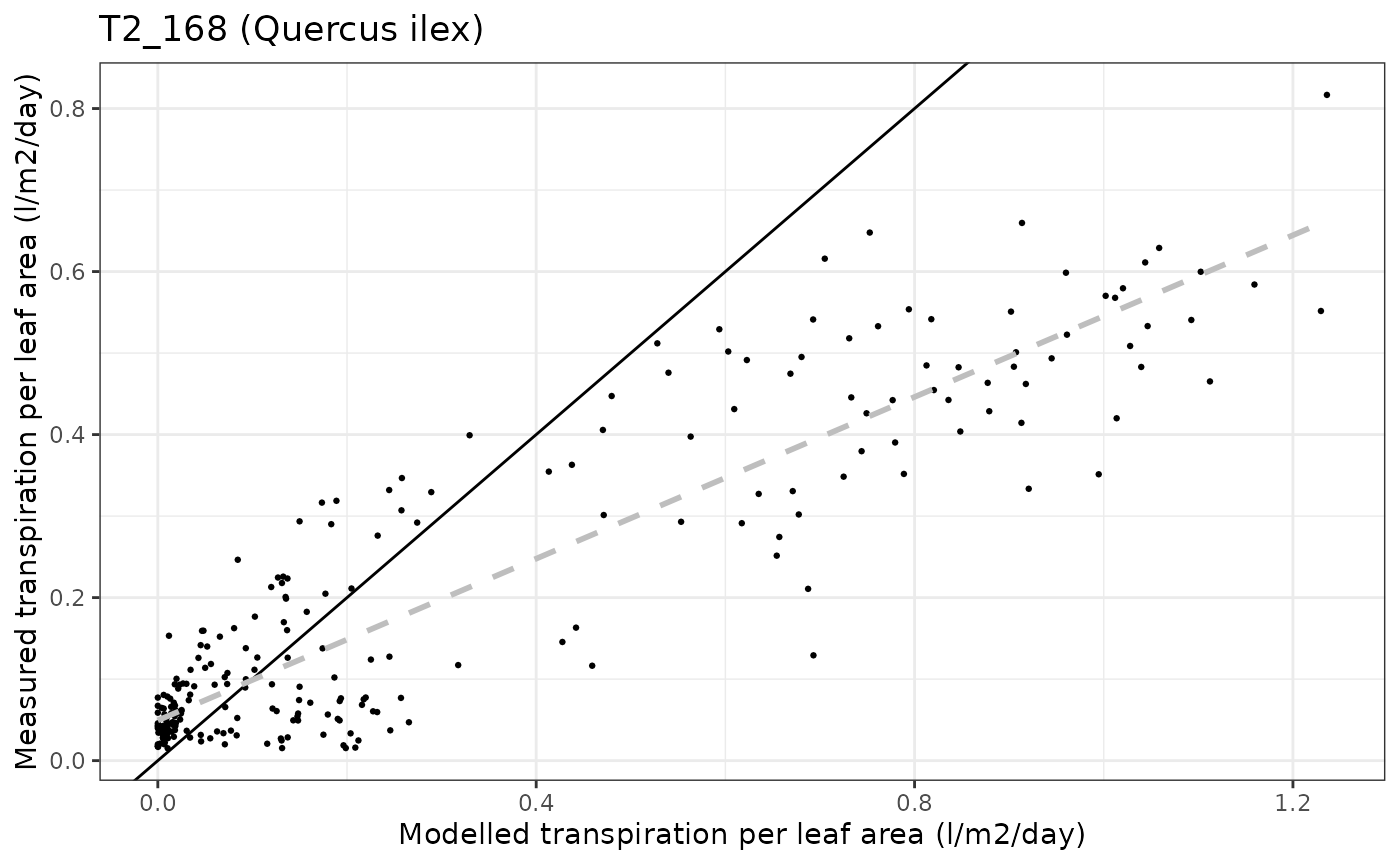 T2_168 (Quercus ilex)
Measured transpiration per leaf area (l/m2/day)
0.8
0.6
0.4
0.2
0.0
0.0 0.4 0.8 1.2
Modelled transpiration per leaf area (l/m2/day)